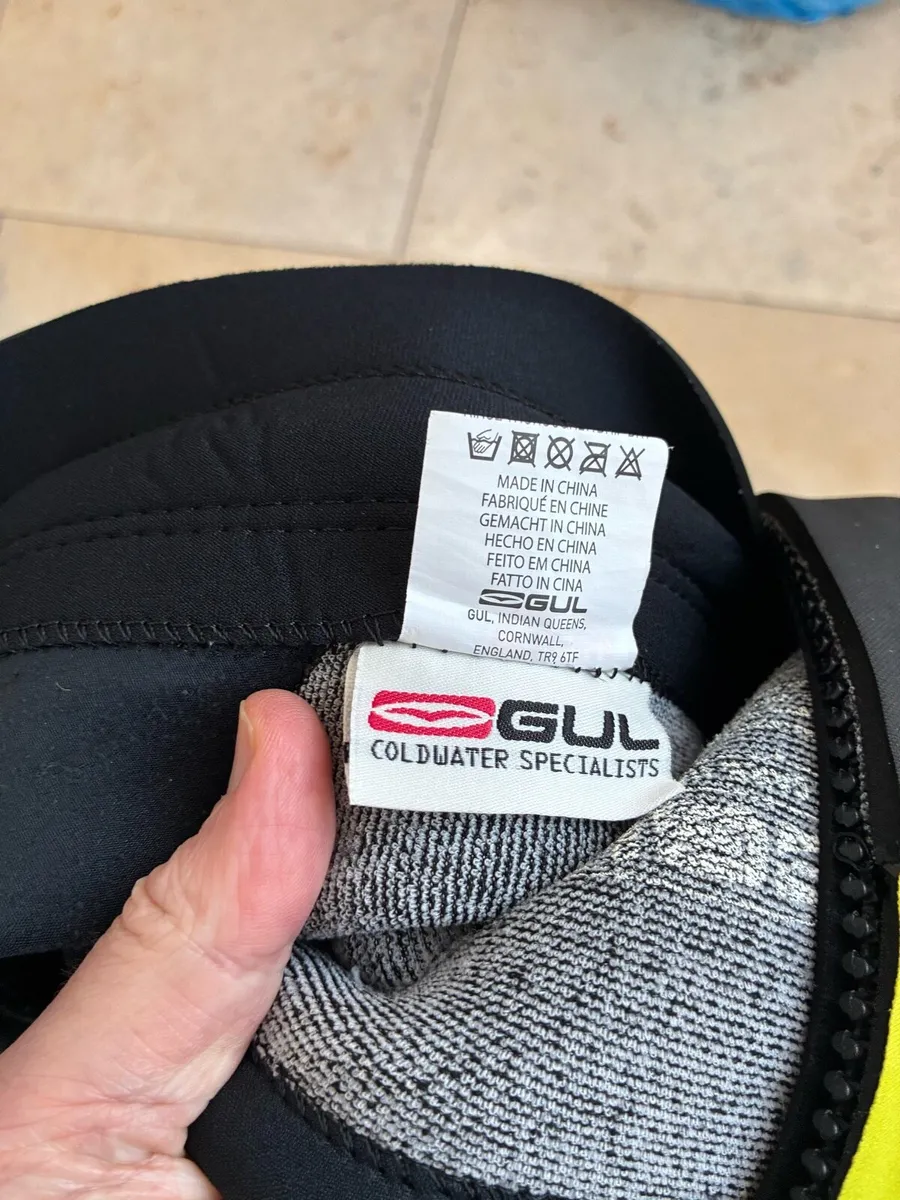 MADE IN CHINA
FABRIQUÉ EN CHINE
GEMACHT IN CHINA
HECHO EN CHINA
FEITO EM CHINA
FATTO IN CINA
GUL
GUL, INDIAN QUEENS,
CORNWALL,
ENGLAND, TR9 6TF
GUL
COLDWATER SPECIALISTS